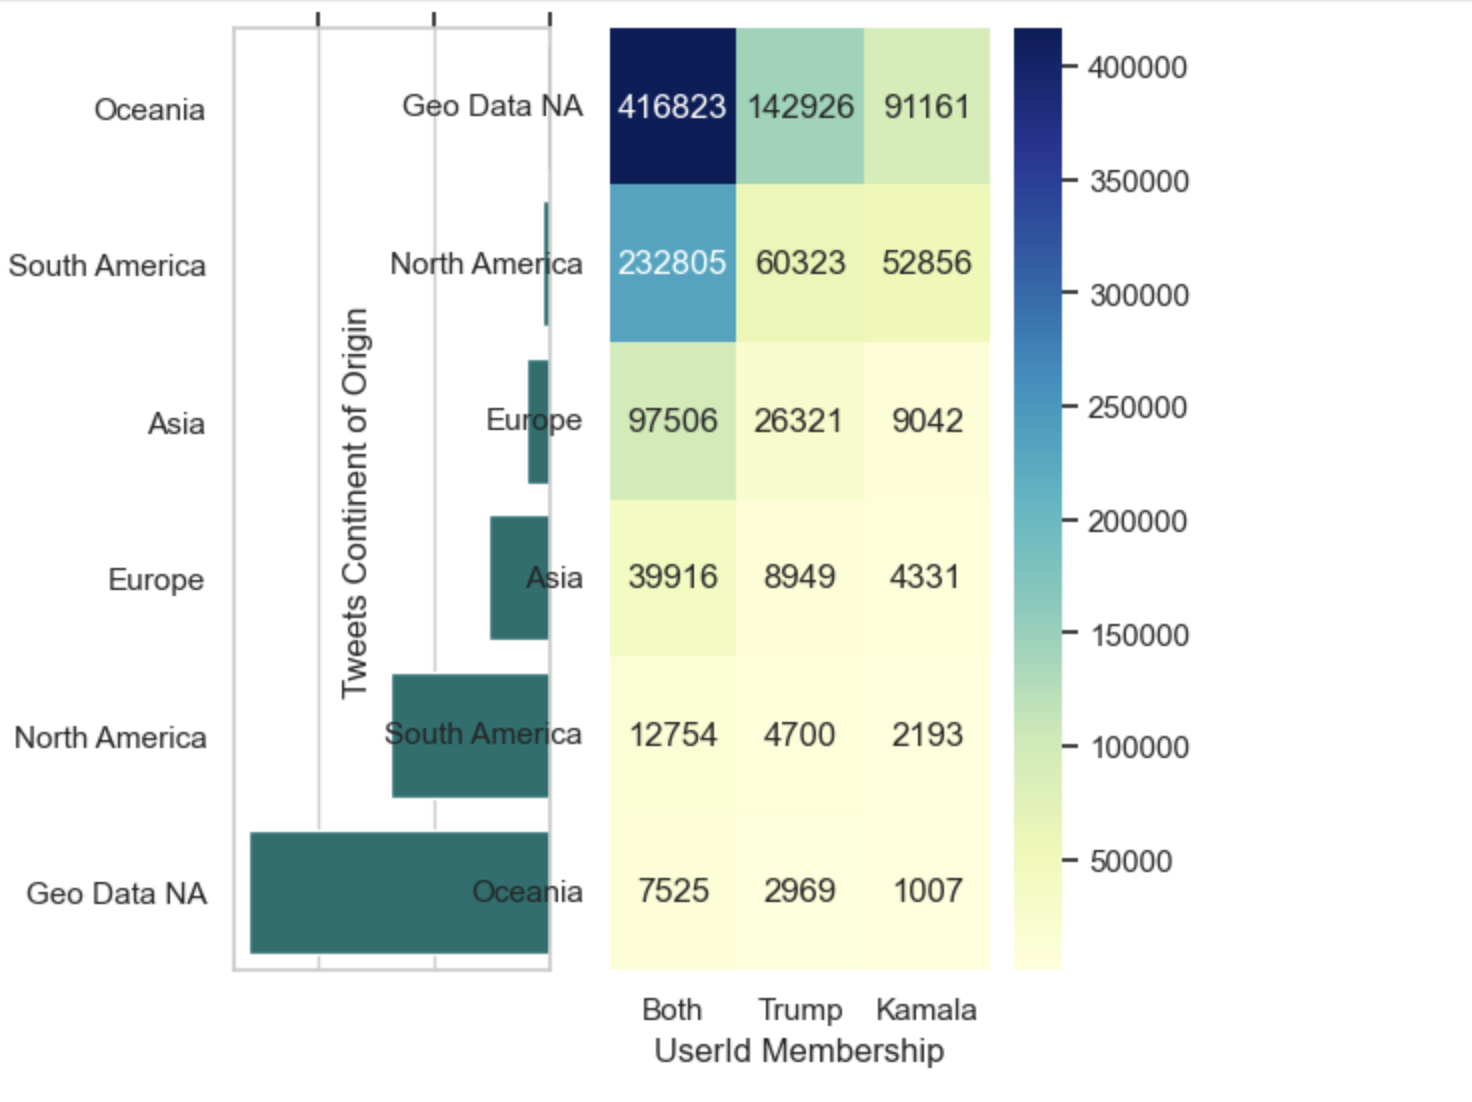 Oceania
South America
Asia
Europe
North America
Geo Data NA
Tweets Continent of Origin
Geo Data NA 416823 142926 91161
North America 232805 60323 52856
Europe 97506 26321 9042
Asia 39916 8949 4331
South America 12754 4700 2193
Oceania 7525 2969 1007
Both Trump Kamala
UserId Membership
400000
350000
300000
250000
200000
150000
100000
50000